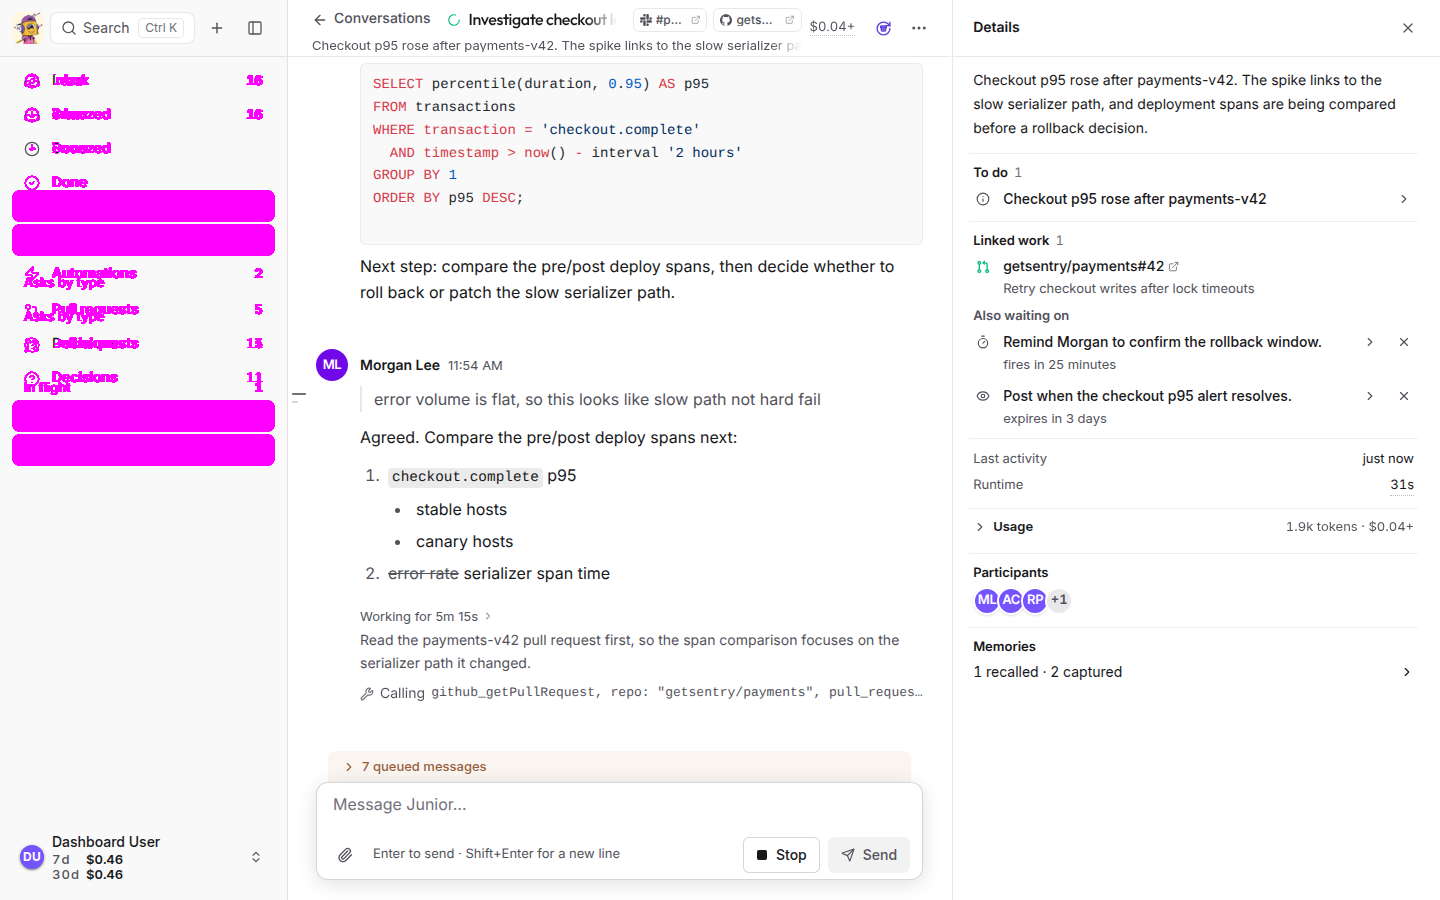 Search Ctrl K
Done
Automations 2
Asks by type
Pull requests 5
Asks by type
Decisions 11
In flight 1
Dashboard User
DU
7d $0.46
30d $0.46
Conversations
Investigate checkout
#p...
gets...
$0.04+
Checkout p95 rose after payments-v42. The spike links to the slow serializer pa
SELECT percentile(duration, 0.95) AS p95
FROM transactions
WHERE transaction = 'checkout.complete'
AND timestamp > now() - interval '2 hours'
GROUP BY 1
ORDER BY p95 DESC;
Next step: compare the pre/post deploy spans, then decide whether to
roll back or patch the slow serializer path.
ML
Morgan Lee 11:54 AM
error volume is flat, so this looks like slow path not hard fail
Agreed. Compare the pre/post deploy spans next:
1. checkout.complete p95
• stable hosts
• canary hosts
2. error rate serializer span time
Working for 5m 15s
Read the payments-v42 pull request first, so the span comparison focuses on the
serializer path it changed.
Calling github_getPullRequest, repo: "getsentry/payments", pull_reques…
7 queued messages
Message Junior...
Enter to send · Shift+Enter for a new line
Stop
Send
Details
Checkout p95 rose after payments-v42. The spike links to the
slow serializer path, and deployment spans are being compared
before a rollback decision.
To do 1
Checkout p95 rose after payments-v42
Linked work 1
getsentry/payments#42
Retry checkout writes after lock timeouts
Also waiting on
Remind Morgan to confirm the rollback window.
fires in 25 minutes
Post when the checkout p95 alert resolves.
expires in 3 days
Last activity just now
Runtime 31s
Usage 1.9k tokens · $0.04+
Participants
ML AC RP +1
Memories
1 recalled · 2 captured